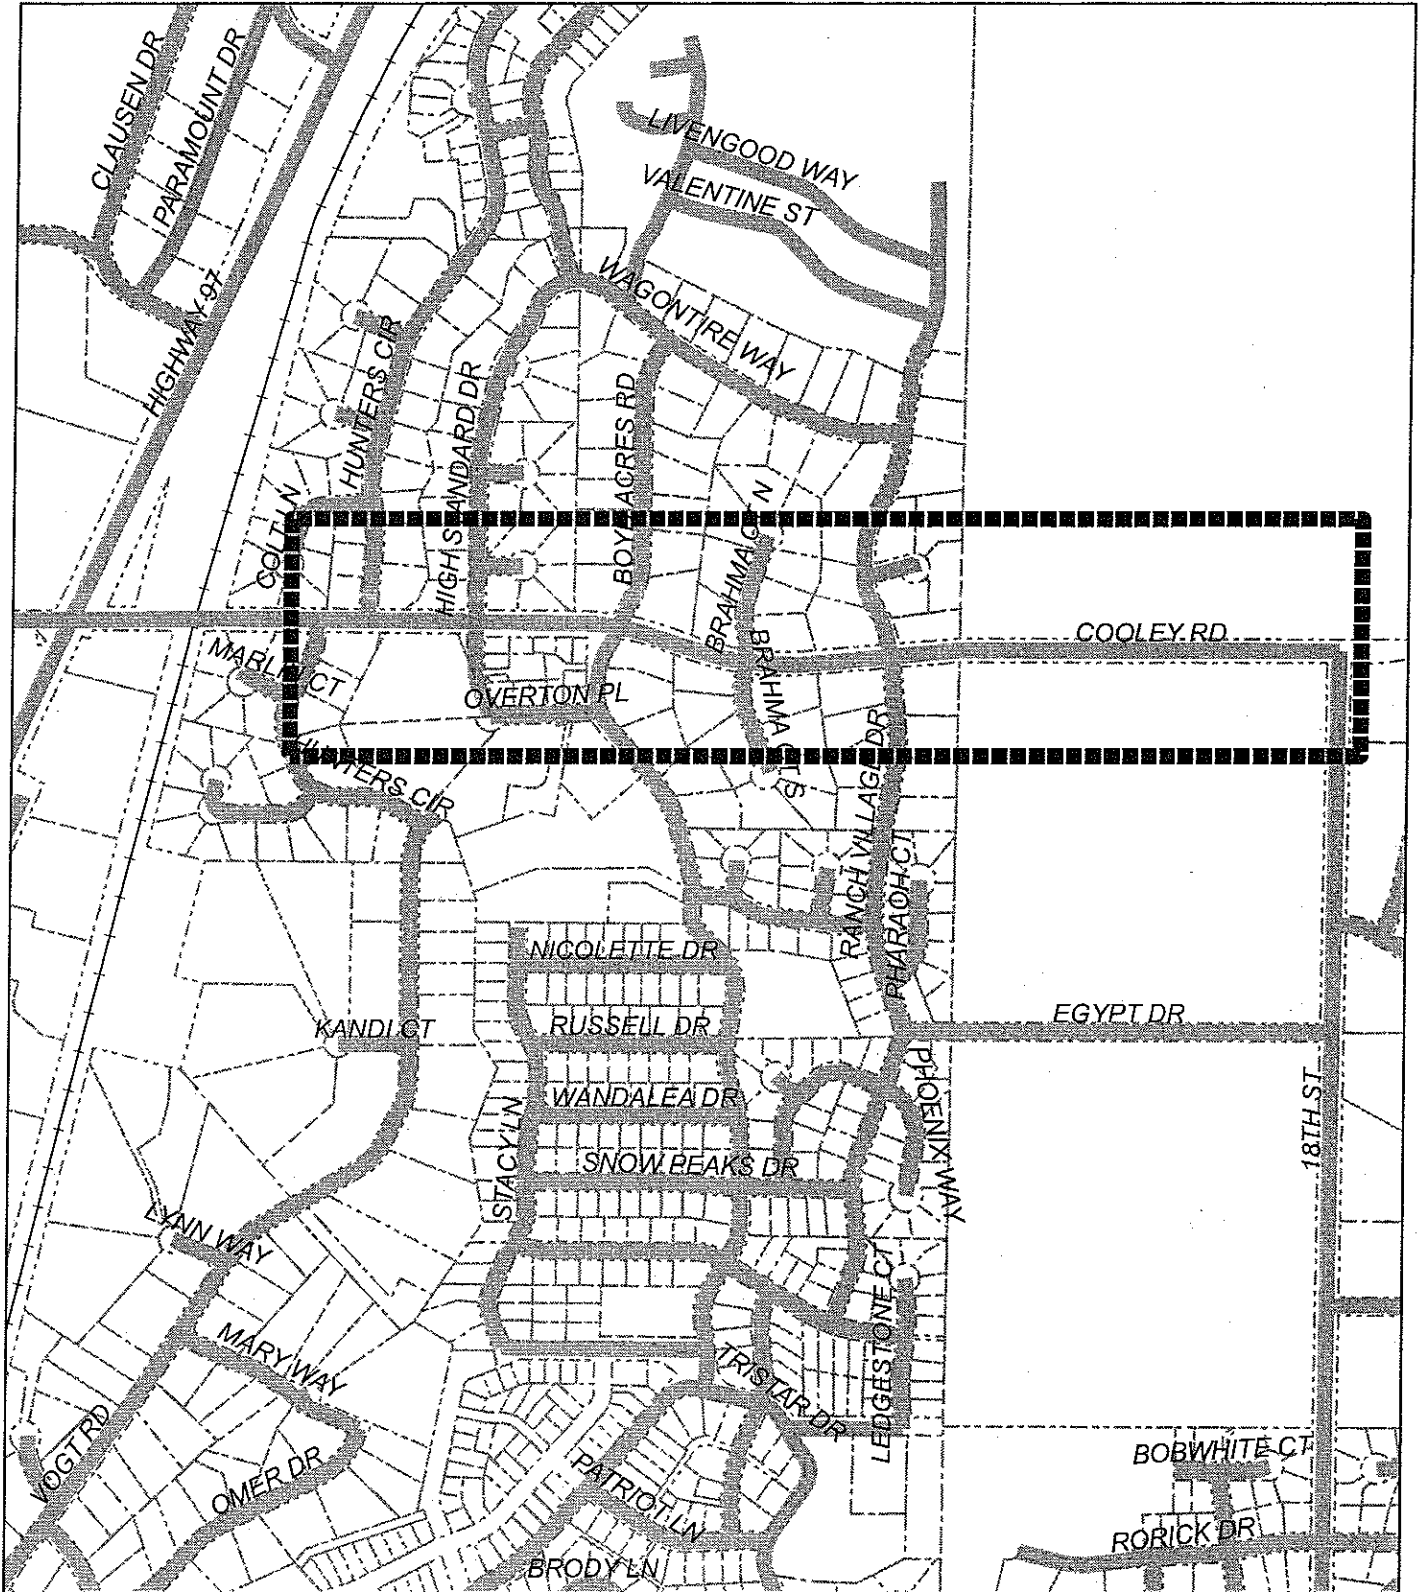 CLAUSEN DR
PARAMOUNT DR
LIVENGOOD WAY
VALENTINE ST
WAGONTIRE WAY
HIGHWAY 97
HUNTERS CIR
HUNTERS CIR
HIGH STANDARD DR
BOYD ACRES RD
COLT LN
BRAHMA CT N
BRAHMA CT S
COOLEY RD
MARLIN CT
OVERTON PL
HUNTERS CIR
RANCH VILLAGE DR
PHARAOH CT
NICOLETTE DR
KANDI CT
RUSSELL DR
EGYPT DR
WANDALEA DR
PHOENIX WAY
18TH ST
STACY LN
SNOW PEAKS DR
LYNN WAY
LEDGESTONE CT
MARY WAY
TRISTAR DR
VOGT RD
OMER DR
PATRIOT LN
BOBWHITE CT
RORICK DR
BRODY LN